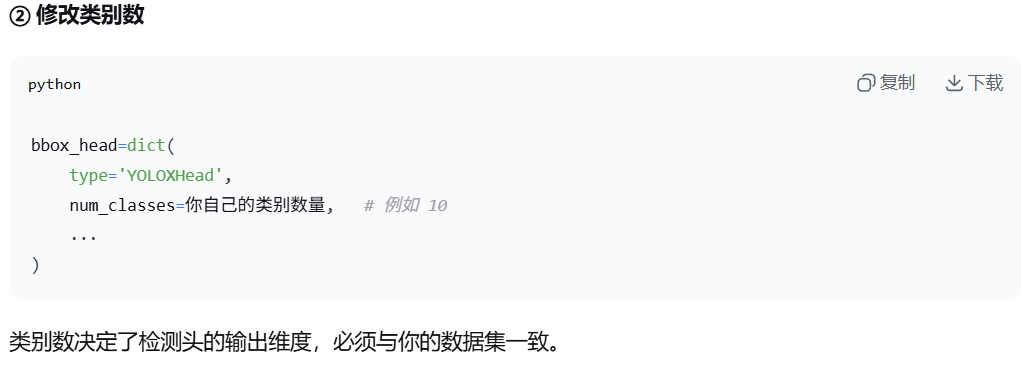 ② 修改类别数
python
复制
下载
bbox_head=dict(
    type='YOLOXHead',
    num_classes=你自己的类别数量,   # 例如 10
    ...
)
类别数决定了检测头的输出维度，必须与你的数据集一致。